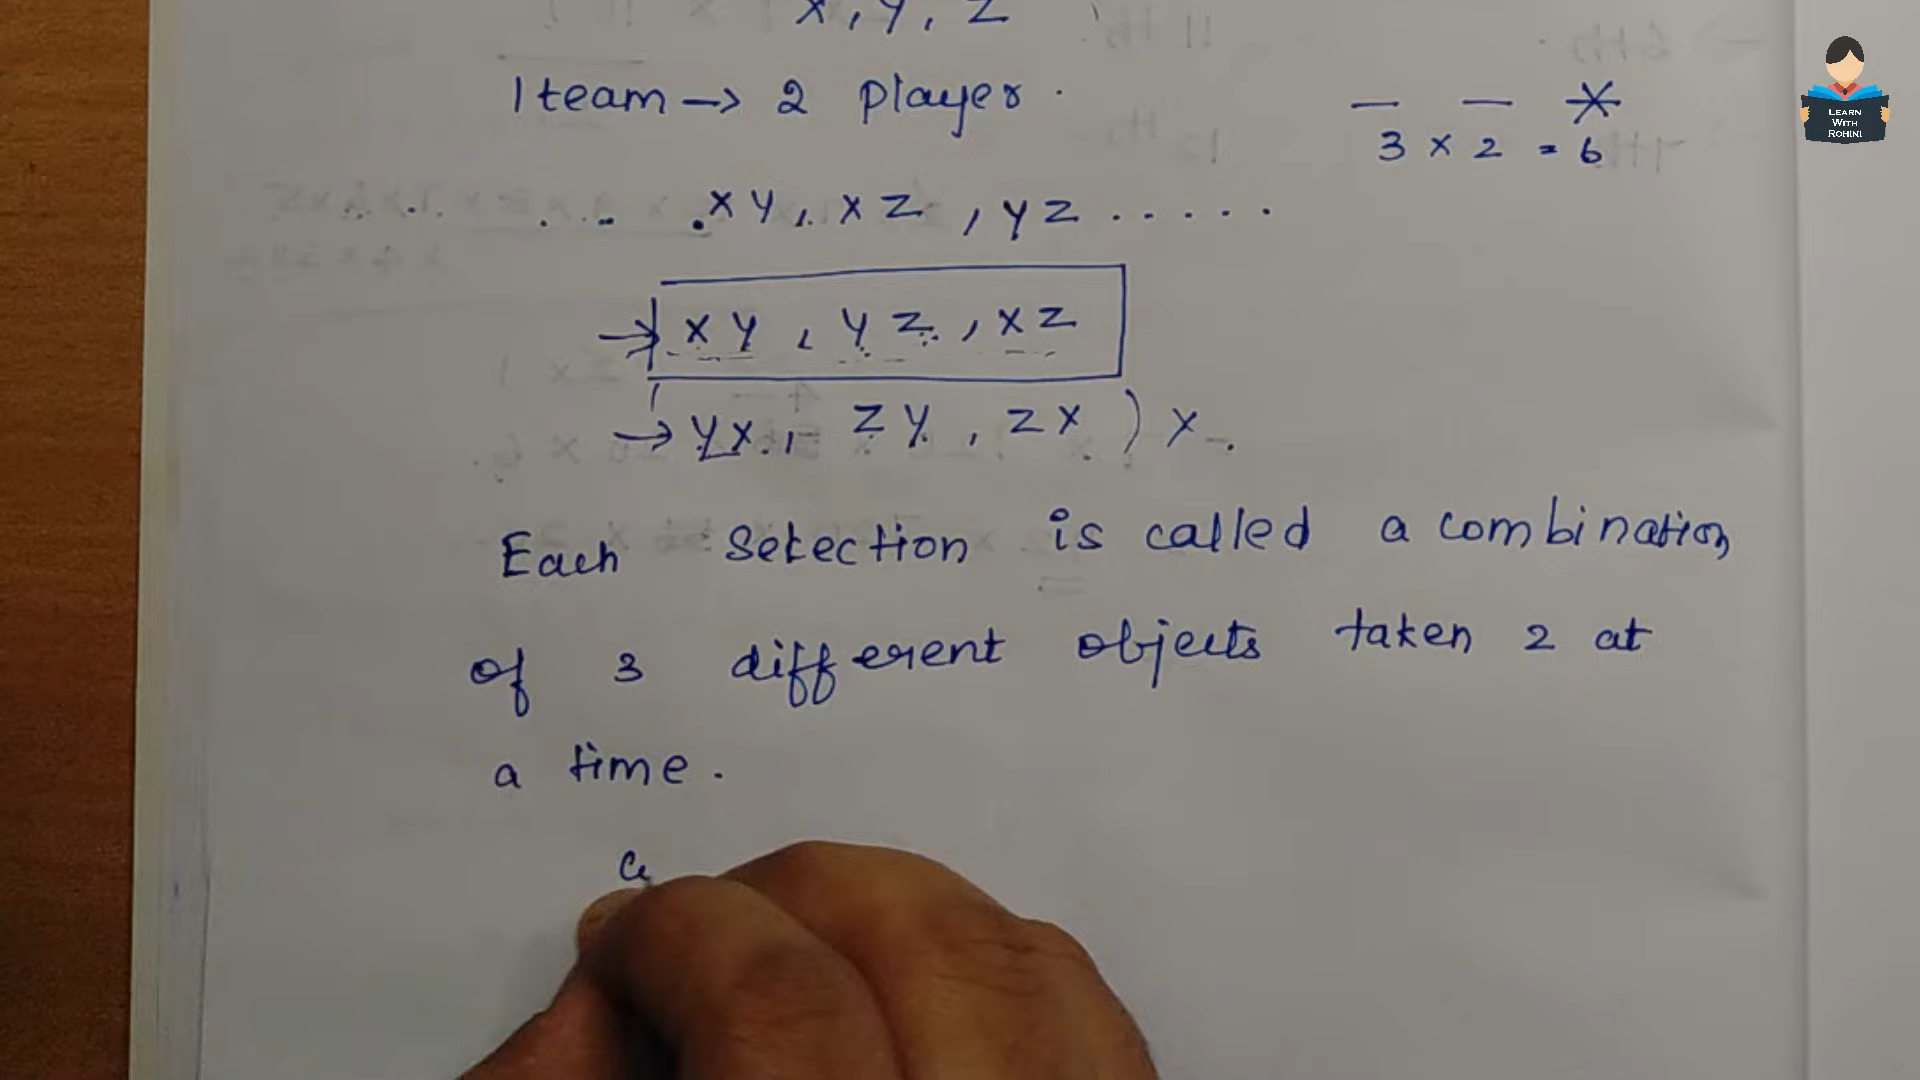 X, Y, Z
1 team → 2 player.
— — X
3 x 2 = 6
XY, XZ, YZ .....
→ XY, YZ, XZ
→ YX, ZY, ZX ) X.
Each Selection is called a combination
of 3 different objects taken 2 at
a time.
LEARN
WITH
ROHINI